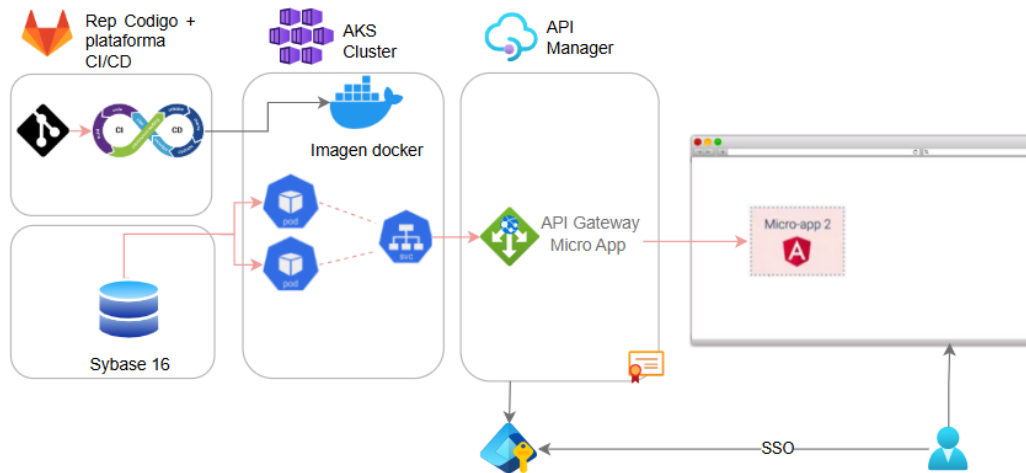 Rep Codigo +
plataforma
CI/CD
AKS
Cluster
API
Manager
CI
CD
Imagen docker
pod
pod
svc
API Gateway
Micro App
Micro-app 2
Sybase 16
SSO